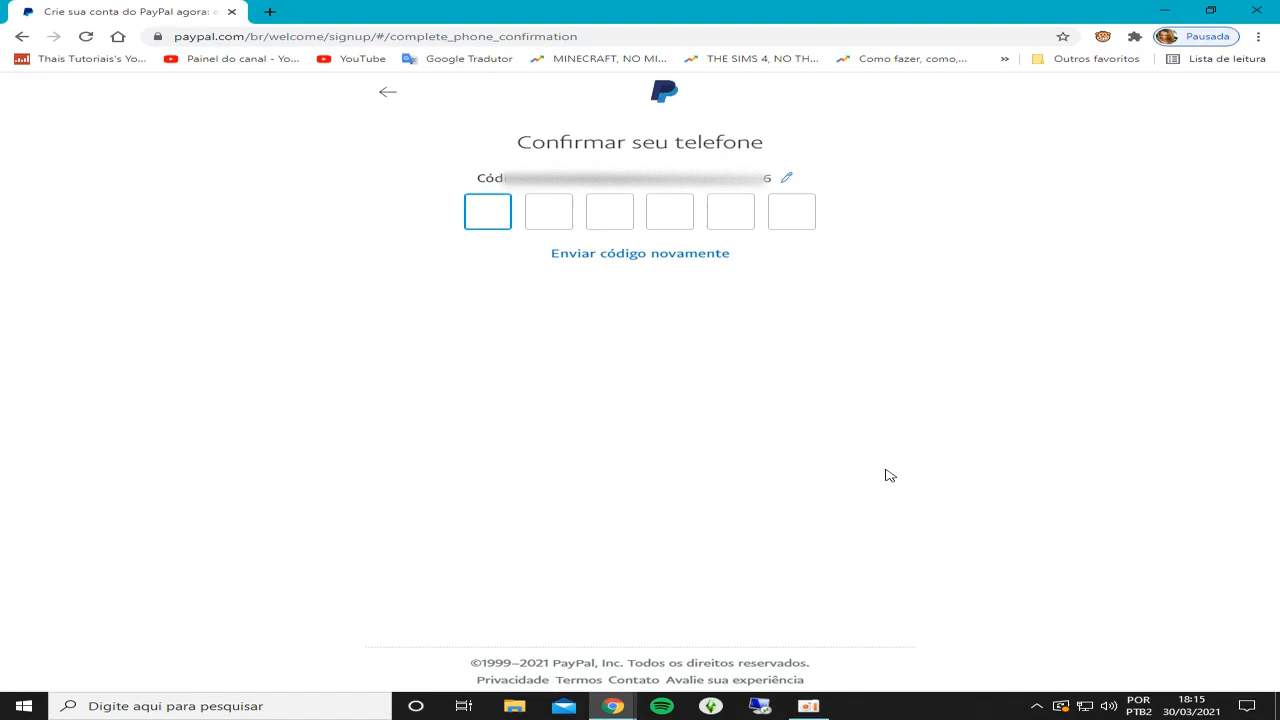 Crie sua conta do PayPal agora: e
paypal.com/br/welcome/signup/#/complete_phone_confirmation
Pausada
Thais Tutoriais's Yo...
Painel do canal - Yo...
YouTube
Google Tradutor
MINECRAFT, NO MI...
THE SIMS 4, NO TH...
Como fazer, como,...
»
Outros favoritos
Lista de leitura
Confirmar seu telefone
6
Enviar código novamente
©1999–2021 PayPal, Inc. Todos os direitos reservados.
Privacidade Termos Contato Avalie sua experiência
Digite aqui para pesquisar
POR
PTB2
18:15
30/03/2021